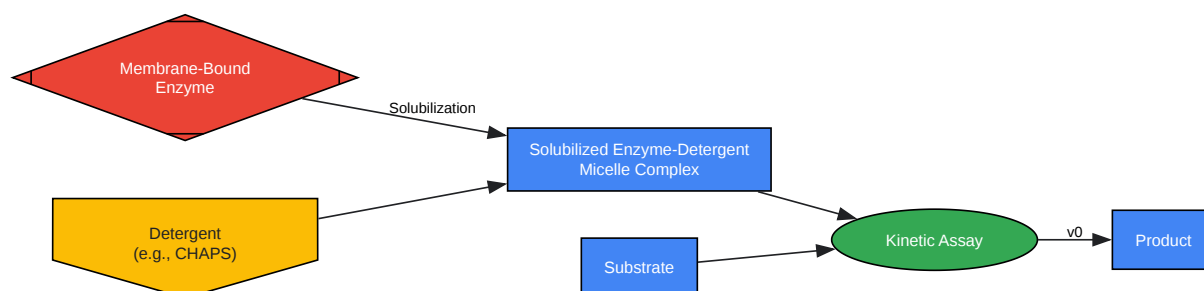 Membrane-Bound
Enzyme
Solubilization
Solubilized Enzyme-Detergent
Micelle Complex
Detergent
(e.g., CHAPS)
Substrate
Kinetic Assay
v0
Product